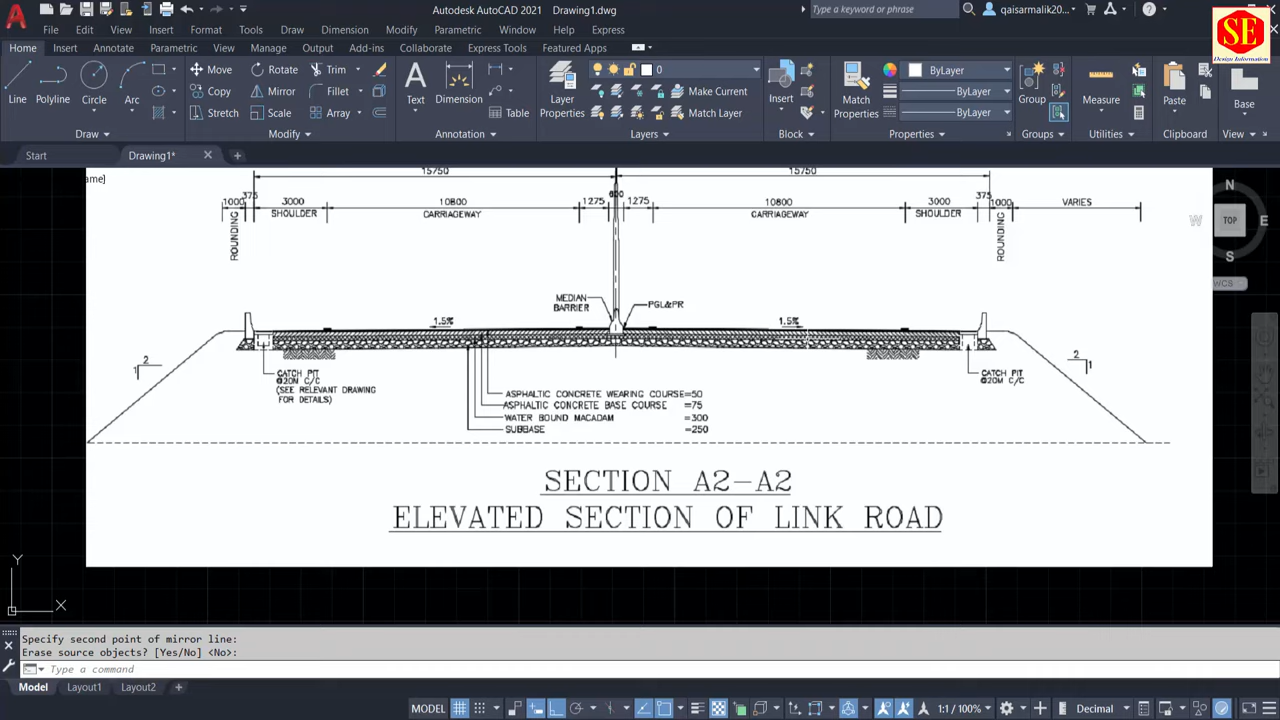 Autodesk AutoCAD 2021 Drawing1.dwg
Type a keyword or phrase
qaisarmalik20...
SE
Design Information
File Edit View Insert Format Tools Draw Dimension Modify Parametric Window Help Express
Home Insert Annotate Parametric View Manage Output Add-ins Collaborate Express Tools Featured Apps
Line Polyline Circle Arc
Move Rotate Trim
Copy Mirror Fillet
Stretch Scale Array
Text Dimension Table
Layer Properties
0
Make Current
Match Layer
Insert
Match Properties
ByLayer
ByLayer
ByLayer
Group
Measure
Paste
Base
Draw Modify Annotation Layers Block Properties Groups Utilities Clipboard View
Start Drawing1*
ame]
15750 15750
1000 375 3000 10800 1275 600 1275 10800 3000 375 1000 VARIES
SHOULDER CARRIAGEWAY CARRIAGEWAY SHOULDER
ROUNDING ROUNDING
N
W TOP E
S
WCS
MEDIAN
BARRIER
PGL&PR
1.5% 1.5%
2
1
2
1
CATCH PIT
@20M C/C
(SEE RELEVANT DRAWING
FOR DETAILS)
CATCH PIT
@20M C/C
ASPHALTIC CONCRETE WEARING COURSE=50
ASPHALTIC CONCRETE BASE COURSE =75
WATER BOUND MACADAM =300
SUBBASE =250
SECTION A2-A2
ELEVATED SECTION OF LINK ROAD
Y
X
Specify second point of mirror line:
Erase source objects? [Yes/No] <No>:
Type a command
Model Layout1 Layout2
MODEL 1:1/100% Decimal